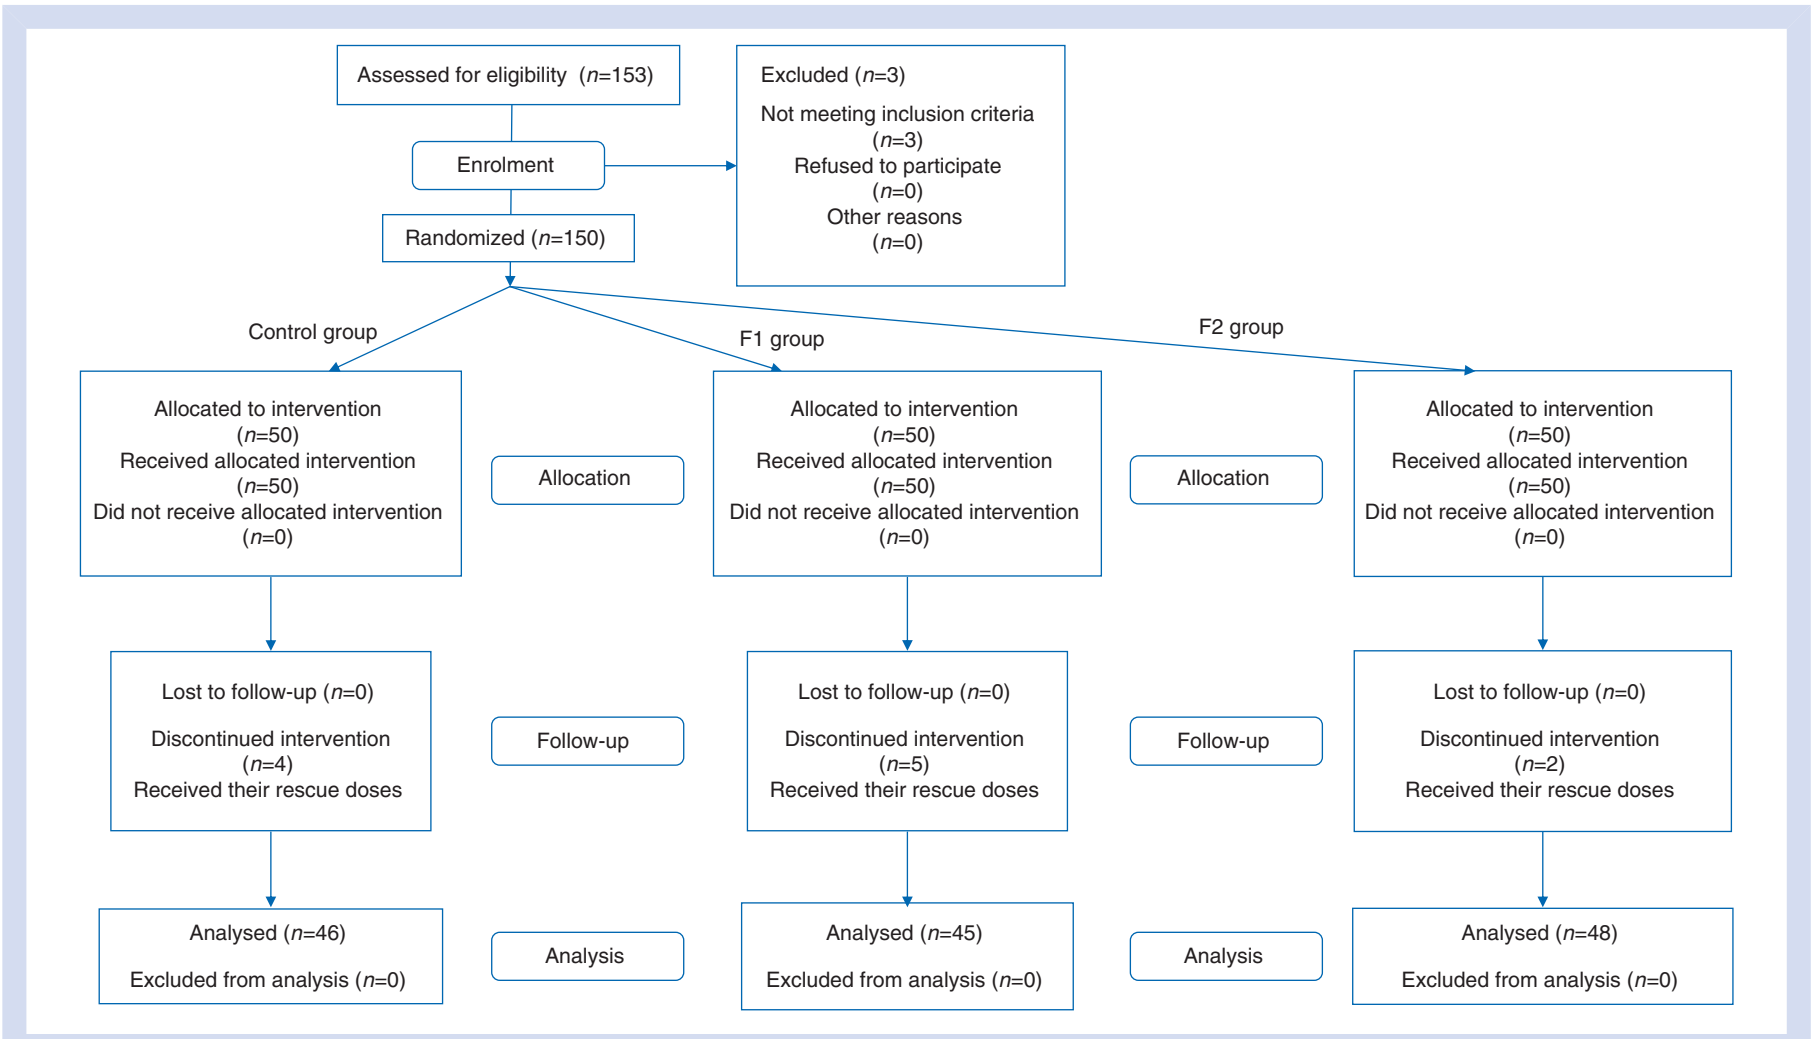 Assessed for eligibility (n=153)
Excluded (n=3)
Not meeting inclusion criteria
(n=3)
Refused to participate
(n=0)
Other reasons
(n=0)
Enrolment
Randomized (n=150)
Control group
F1 group
F2 group
Allocated to intervention
(n=50)
Received allocated intervention
(n=50)
Did not receive allocated intervention
(n=0)
Allocation
Allocated to intervention
(n=50)
Received allocated intervention
(n=50)
Did not receive allocated intervention
(n=0)
Allocation
Allocated to intervention
(n=50)
Received allocated intervention
(n=50)
Did not receive allocated intervention
(n=0)
Lost to follow-up (n=0)
Discontinued intervention
(n=4)
Received their rescue doses
Follow-up
Lost to follow-up (n=0)
Discontinued intervention
(n=5)
Received their rescue doses
Follow-up
Lost to follow-up (n=0)
Discontinued intervention
(n=2)
Received their rescue doses
Analysed (n=46)
Excluded from analysis (n=0)
Analysis
Analysed (n=45)
Excluded from analysis (n=0)
Analysis
Analysed (n=48)
Excluded from analysis (n=0)